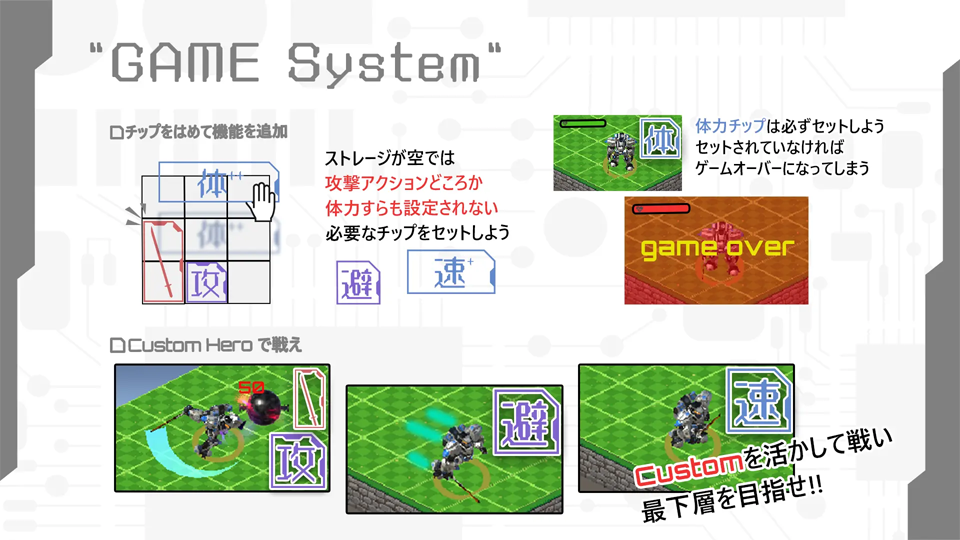 "GAME System"
チップをはめて機能を追加
体++
体++
攻
ストレージが空では
攻撃アクションどころか
体力すらも設定されない
必要なチップをセットしよう
避
速+
体
体力チップは必ずセットしよう
セットされていなければ
ゲームオーバーになってしまう
game over
Custom Hero で戦え
50
攻
避
速
Customを活かして戦い
最下層を目指せ!!